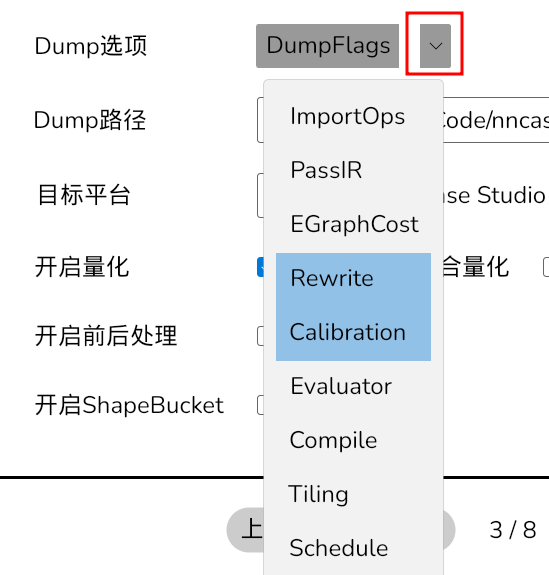 Dump选项
DumpFlags
ImportOps
Dump路径
Code/nncas
PassIR
目标平台
ase Studio
EGraphCost
开启量化
Rewrite
合量化
Calibration
开启前后处理
Evaluator
开启ShapeBucket
Compile
Tiling
上
3 / 8
Schedule